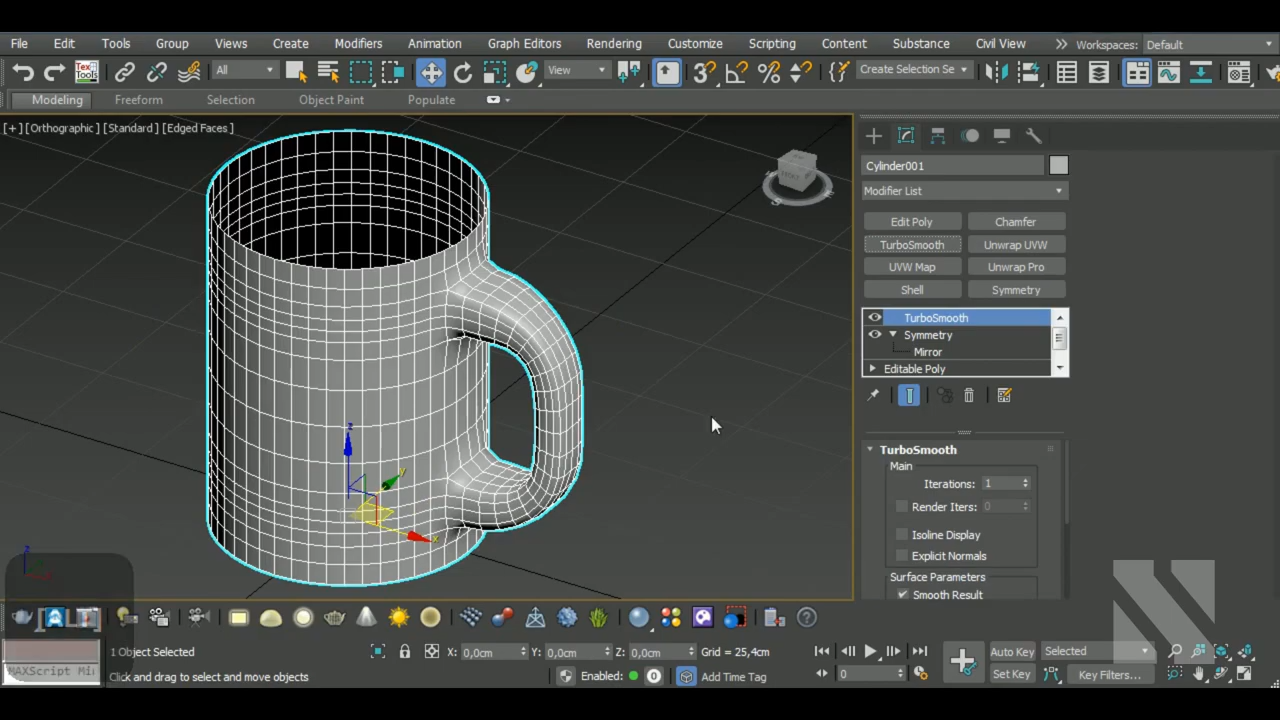 File Edit Tools Group Views Create Modifiers Animation Graph Editors Rendering Customize Scripting Content Substance Civil View Workspaces: Default
Tex Tools All View 3 Create Selection Se
Modeling Freeform Selection Object Paint Populate
[+] [Orthographic] [Standard] [Edged Faces]
Cylinder001
Modifier List
Edit Poly Chamfer
TurboSmooth Unwrap UVW
UVW Map Unwrap Pro
Shell Symmetry
TurboSmooth
Symmetry
Mirror
Editable Poly
TurboSmooth
Main
Iterations: 1
Render Iters: 0
Isoline Display
Explicit Normals
Surface Parameters
Smooth Result
z
y
x
z
1 Object Selected X: 0,0cm Y: 0,0cm Z: 0,0cm Grid = 25,4cm Auto Key Selected
MAXScript Mi Click and drag to select and move objects Enabled: 0 Add Time Tag 0 Set Key Key Filters...